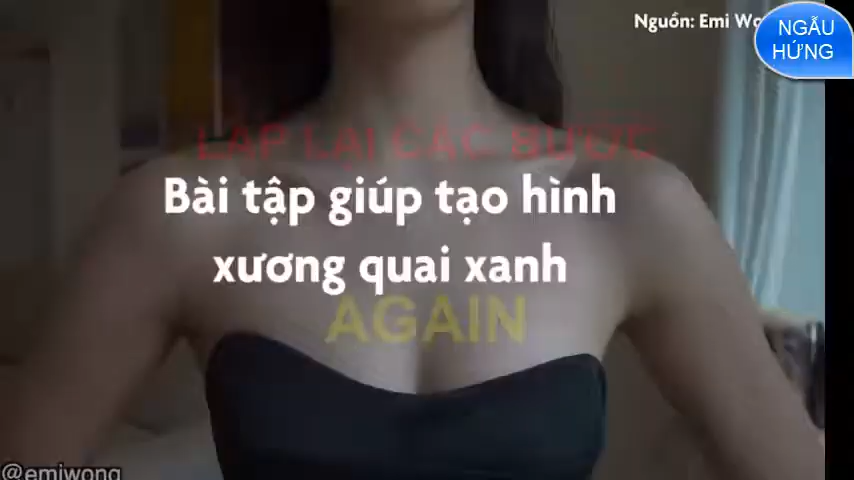 Nguồn: Emi Wo
NGẪU
HỨNG
LẶP LẠI CÁC BƯỚC
Bài tập giúp tạo hình
xương quai xanh
AGAIN
@emiwong